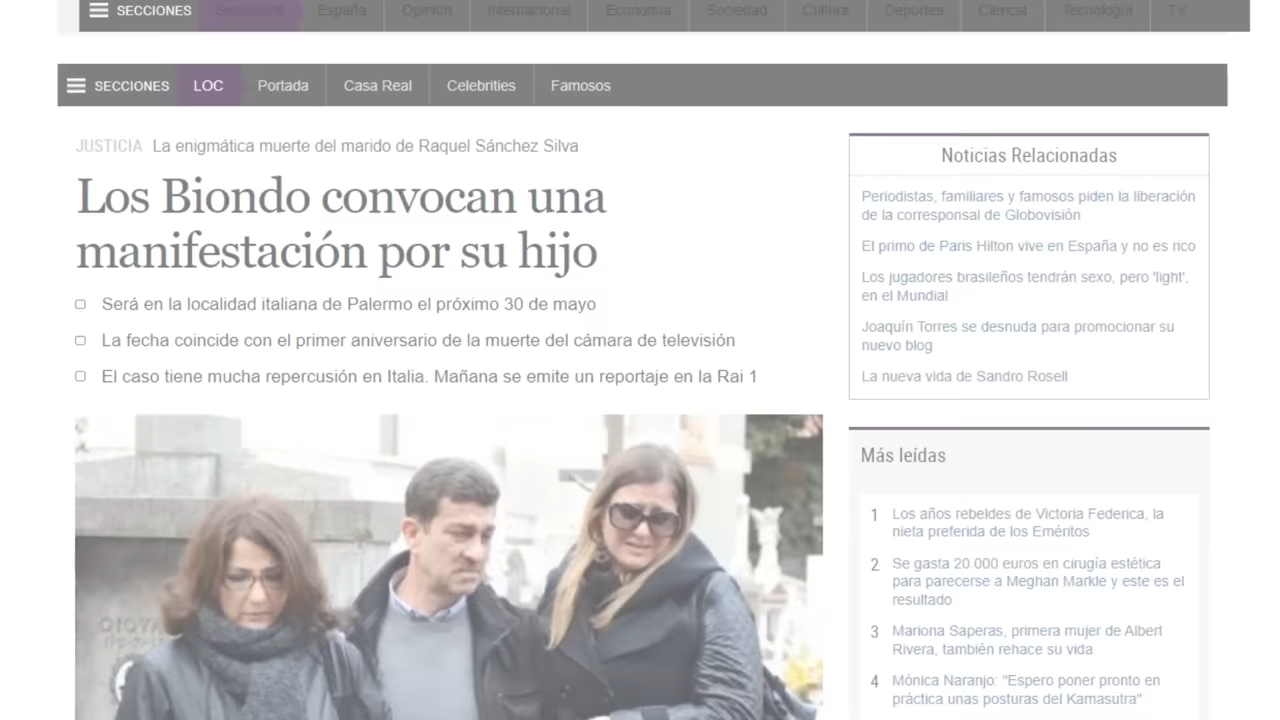 SECCIONES España Opinión Internacional Economía Sociedad Cultura Deportes Ciencia Tecnología TV
SECCIONES LOC Portada Casa Real Celebrities Famosos
JUSTICIA La enigmática muerte del marido de Raquel Sánchez Silva
Los Biondo convocan una
manifestación por su hijo
Será en la localidad italiana de Palermo el próximo 30 de mayo
La fecha coincide con el primer aniversario de la muerte del cámara de televisión
El caso tiene mucha repercusión en Italia. Mañana se emite un reportaje en la Rai 1
Noticias Relacionadas
Periodistas, familiares y famosos piden la liberación
de la corresponsal de Globovisión
El primo de Paris Hilton vive en España y no es rico
Los jugadores brasileños tendrán sexo, pero 'light',
en el Mundial
Joaquín Torres se desnuda para promocionar su
nuevo blog
La nueva vida de Sandro Rosell
Más leídas
1 Los años rebeldes de Victoria Federica, la
nieta preferida de los Eméritos
2 Se gasta 20.000 euros en cirugía estética
para parecerse a Meghan Markle y este es el
resultado
3 Mariona Saperas, primera mujer de Albert
Rivera, también rehace su vida
4 Mónica Naranjo: "Espero poner pronto en
práctica unas posturas del Kamasutra"